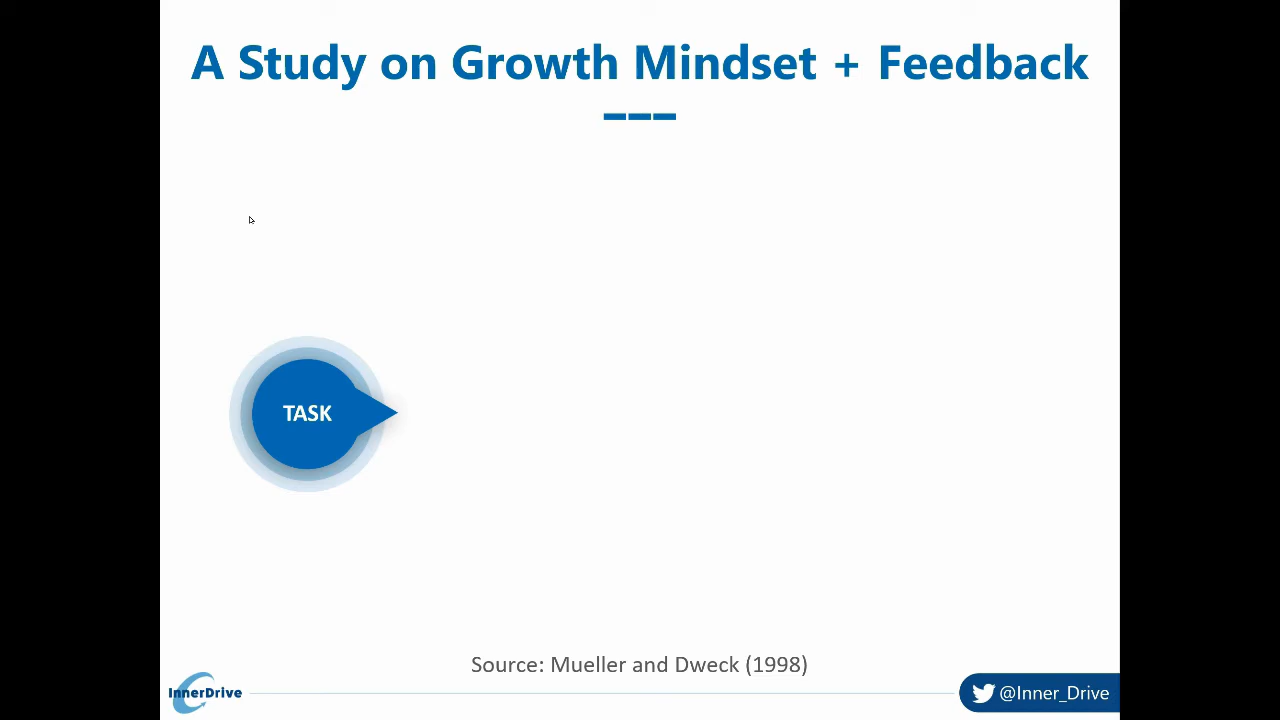 A Study on Growth Mindset + Feedback
TASK
Source: Mueller and Dweck (1998)
InnerDrive
@Inner_Drive